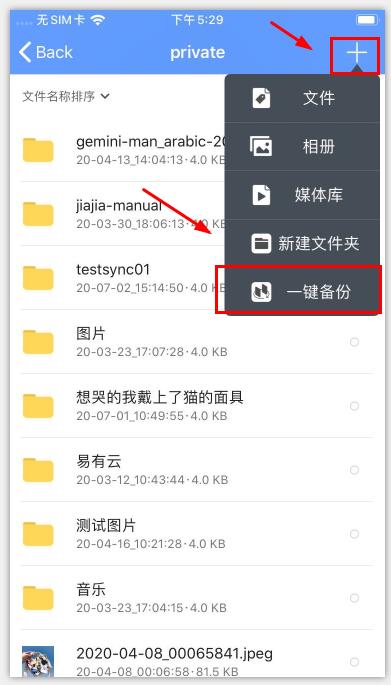 无SIM卡 下午5:29
Back private
文件名称排序
文件
gemini-man_arabic-20
20-04-13_14:04:13·4.0 KB
相册
jiajia-manual
20-03-30_18:06:13·4.0 KB
媒体库
新建文件夹
testsync01
20-07-02_15:14:50·4.0 KB
一键备份
图片
20-03-23_17:07:28·4.0 KB
想哭的我戴上了猫的面具
20-07-01_10:49:55·4.0 KB
易有云
20-03-12_10:43:44·4.0 KB
测试图片
20-04-16_10:21:28·4.0 KB
音乐
20-03-23_17:04:15·4.0 KB
2020-04-08_00065841.jpeg
20-04-08_00:06:58·81.5 KB